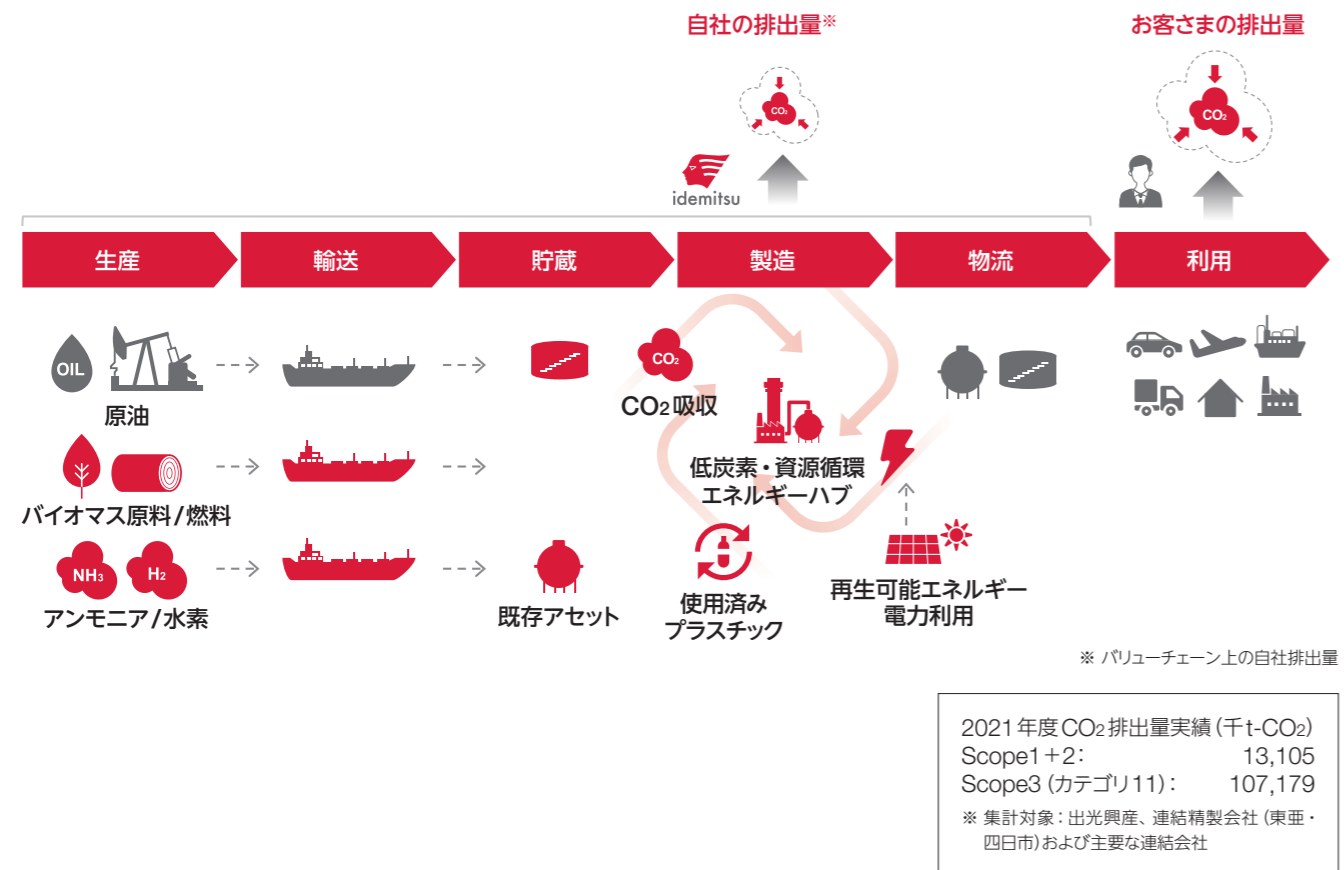 自社の排出量※
お客さまの排出量
CO2
CO2
idemitsu
生産
輸送
貯蔵
製造
物流
利用
OIL
原油
CO2
CO2吸収
低炭素・資源循環
エネルギーハブ
バイオマス原料/燃料
NH3
H2
アンモニア/水素
既存アセット
使用済み
プラスチック
再生可能エネルギー
電力利用
※ バリューチェーン上の自社排出量
2021年度CO2排出量実績(千t-CO2)
Scope1+2: 13,105
Scope3(カテゴリ11): 107,179
※ 集計対象:出光興産、連結精製会社(東亜・
四日市)および主要な連結会社